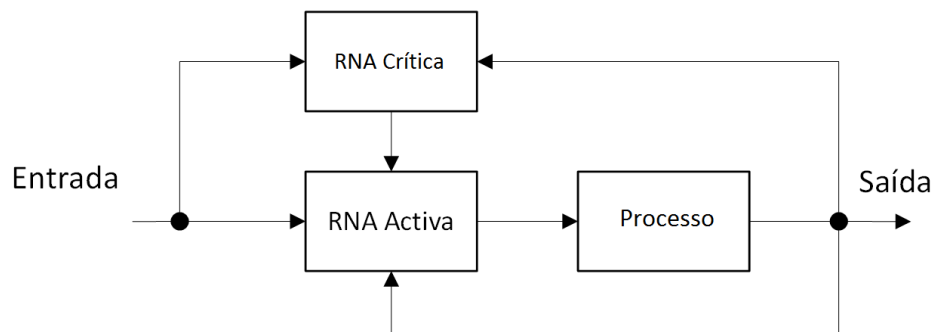 RNA Crítica
Entrada
RNA Activa
Processo
Saída